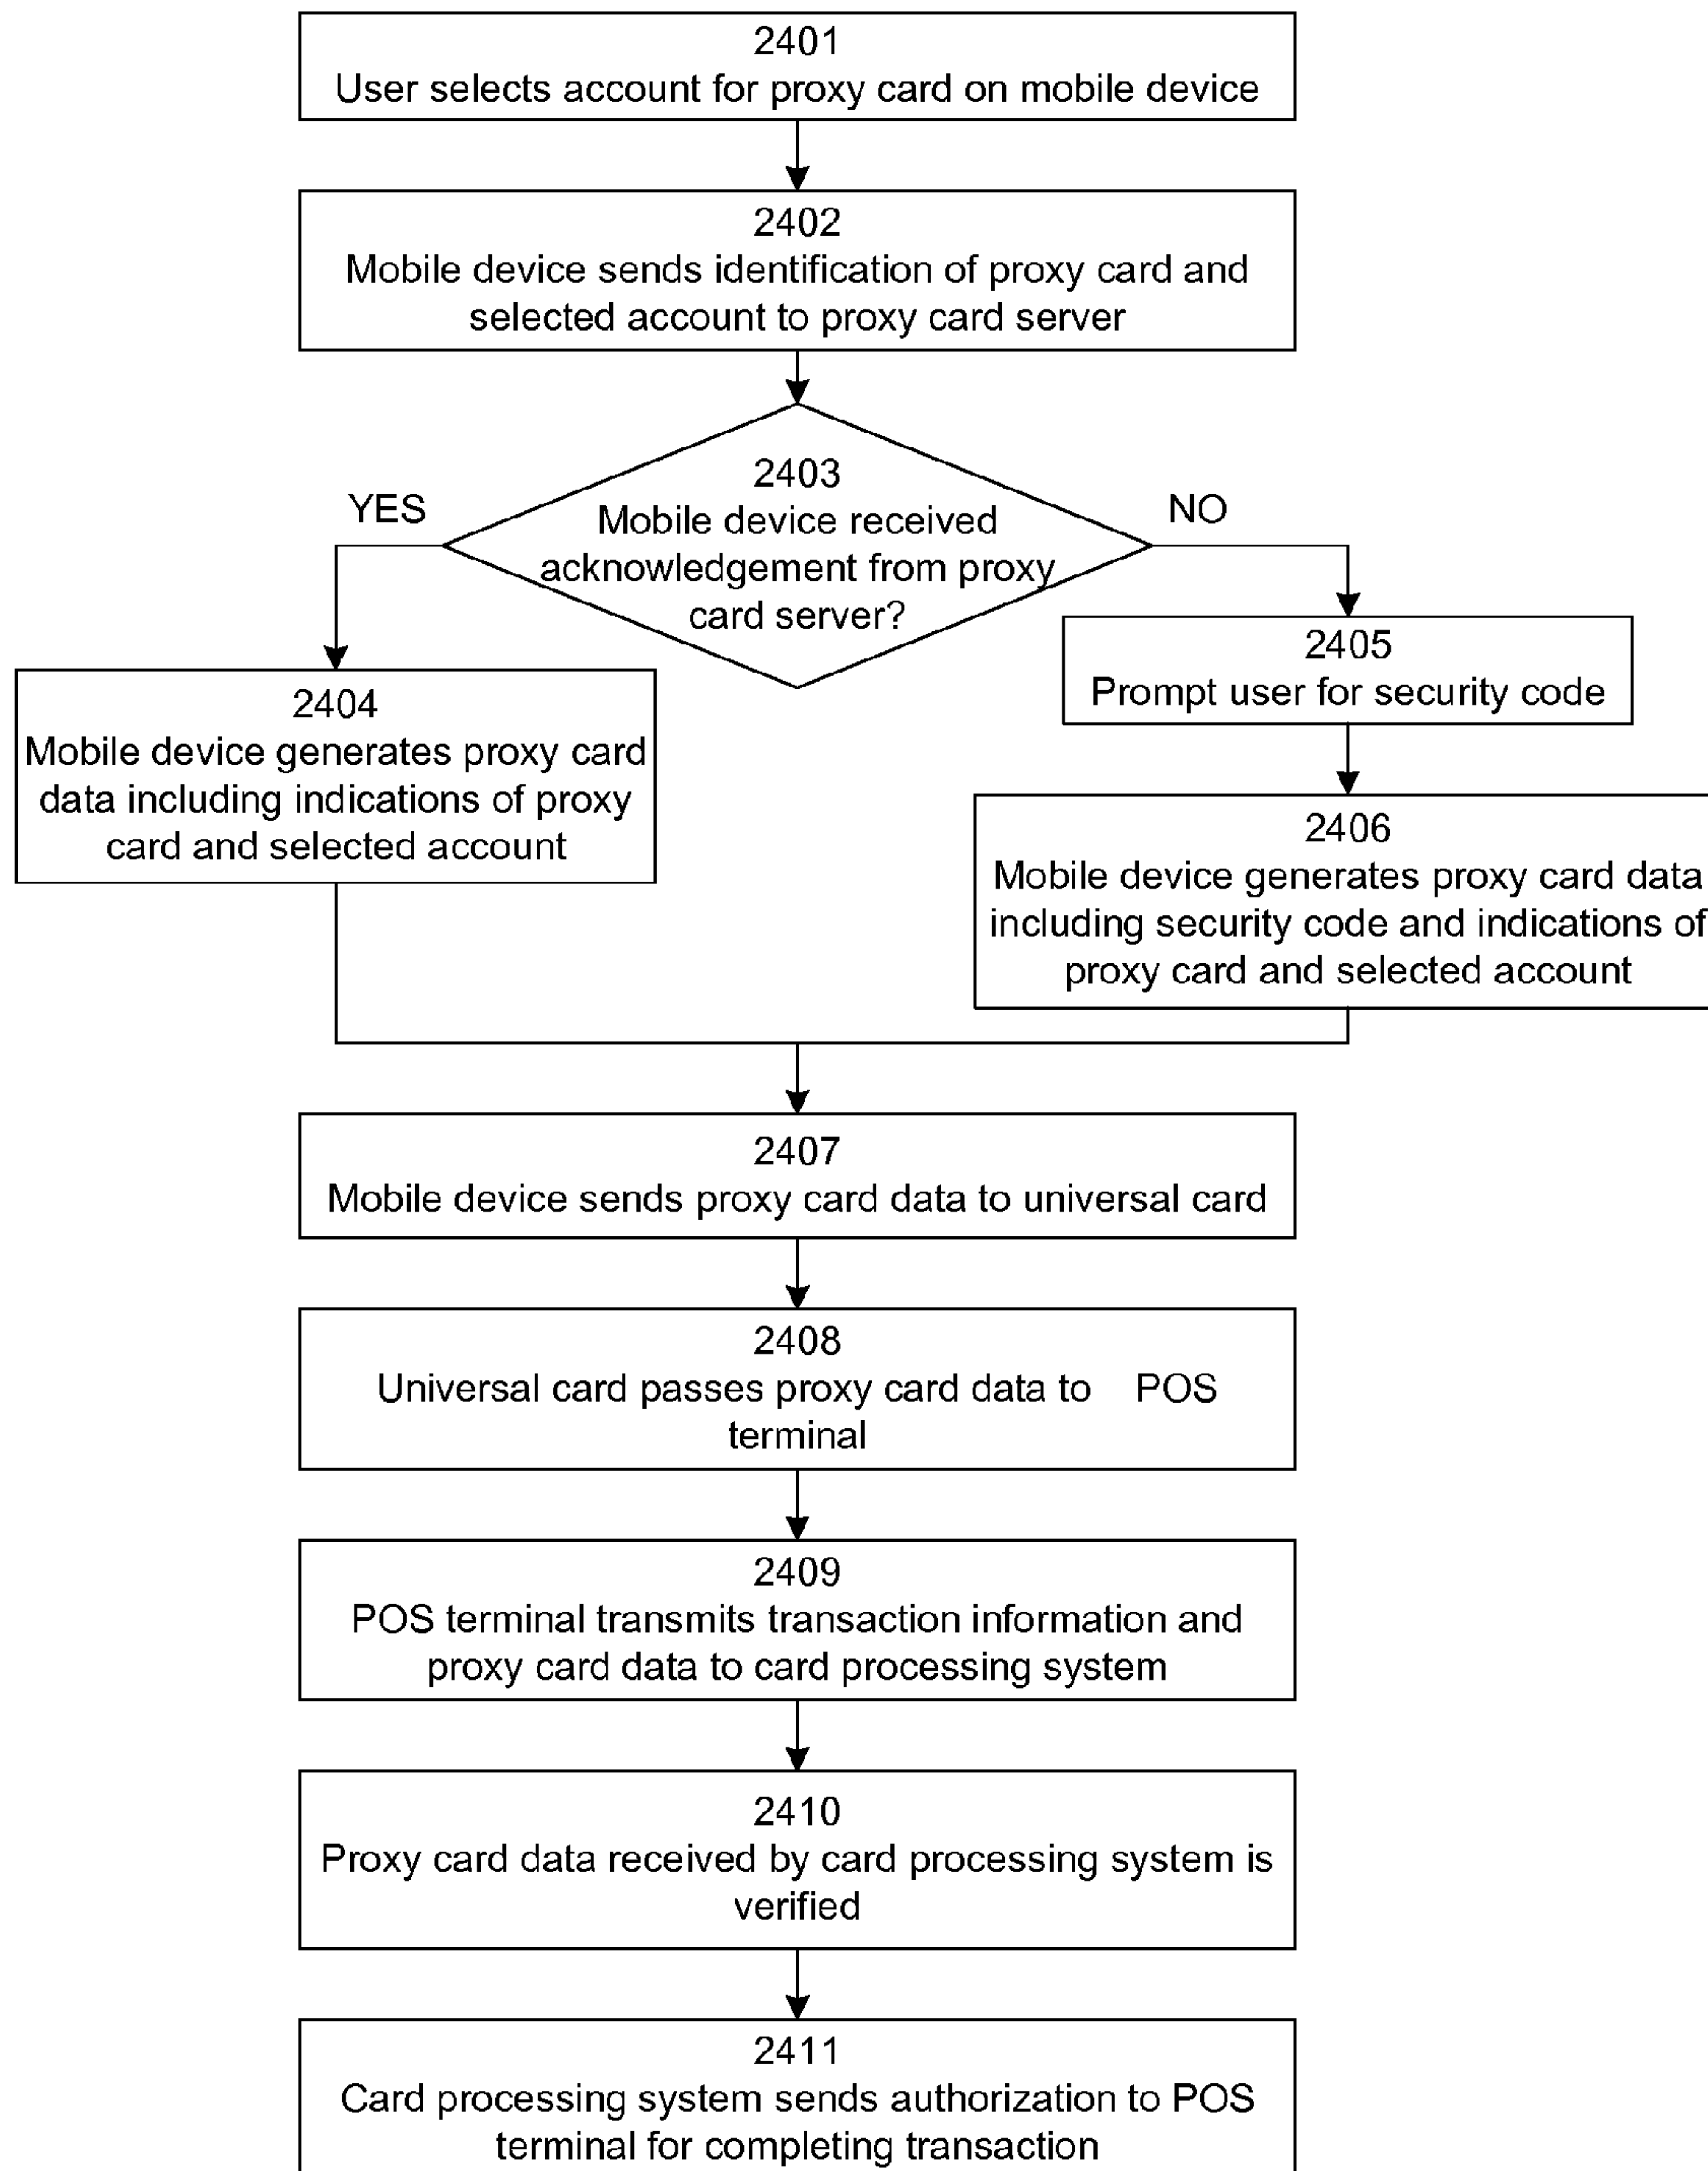 2401
User selects account for proxy card on mobile device
2402
Mobile device sends identification of proxy card and
selected account to proxy card server
2403
Mobile device received
acknowledgement from proxy
card server?
YES
NO
2404
Mobile device generates proxy card
data including indications of proxy
card and selected account
2405
Prompt user for security code
2406
Mobile device generates proxy card data
including security code and indications of
proxy card and selected account
2407
Mobile device sends proxy card data to universal card
2408
Universal card passes proxy card data to POS
terminal
2409
POS terminal transmits transaction information and
proxy card data to card processing system
2410
Proxy card data received by card processing system is
verified
2411
Card processing system sends authorization to POS
terminal for completing transaction